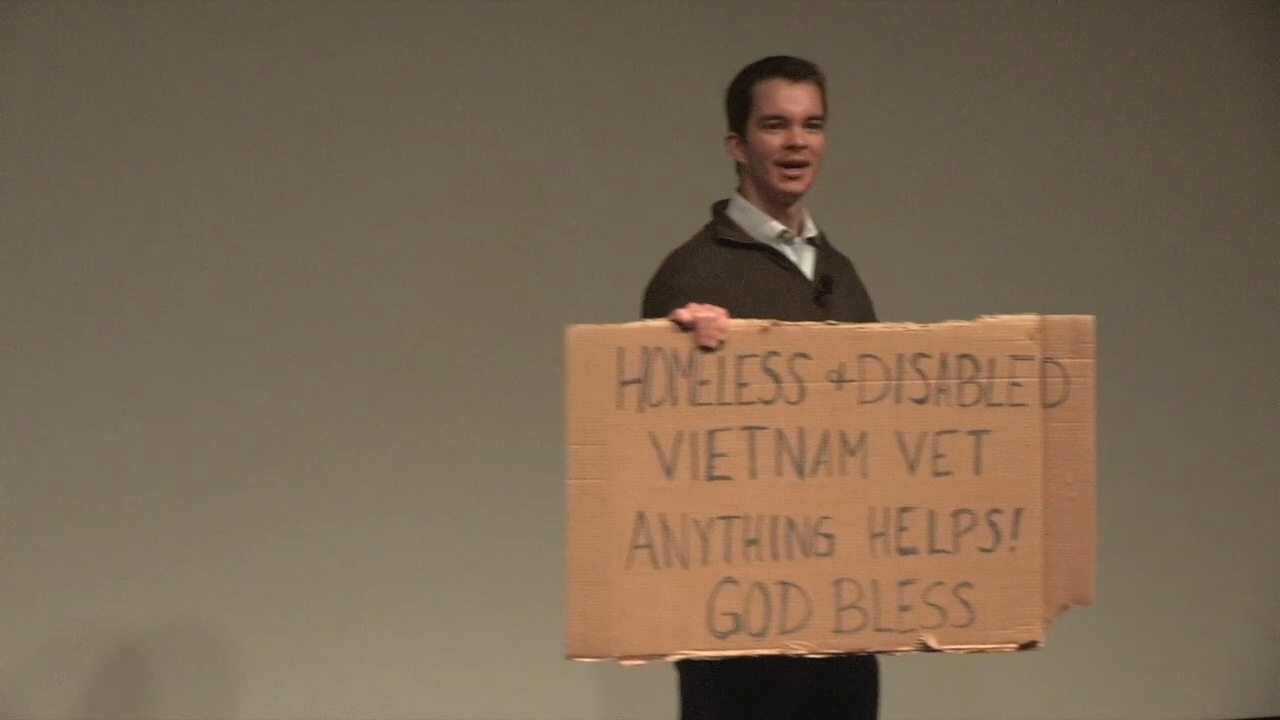 HOMELESS & DISABLED
VIETNAM VET
ANYTHING HELPS!
GOD BLESS